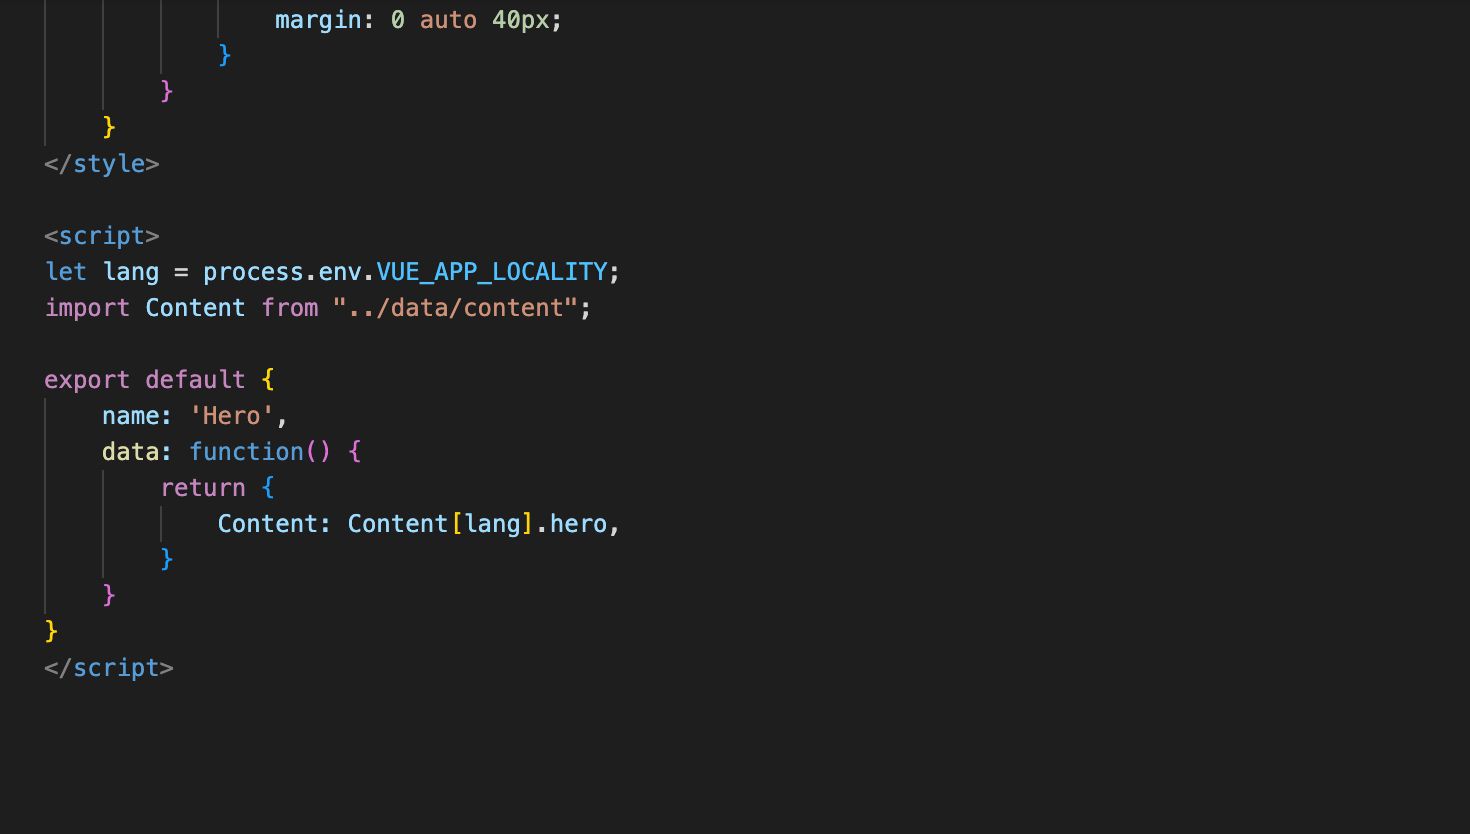 margin: 0 auto 40px;
}
}
}
</style>
<script>
let lang = process.env.VUE_APP_LOCALITY;
import Content from "../data/content";
export default {
name: 'Hero',
data: function() {
return {
Content: Content[lang].hero,
}
}
}
</script>